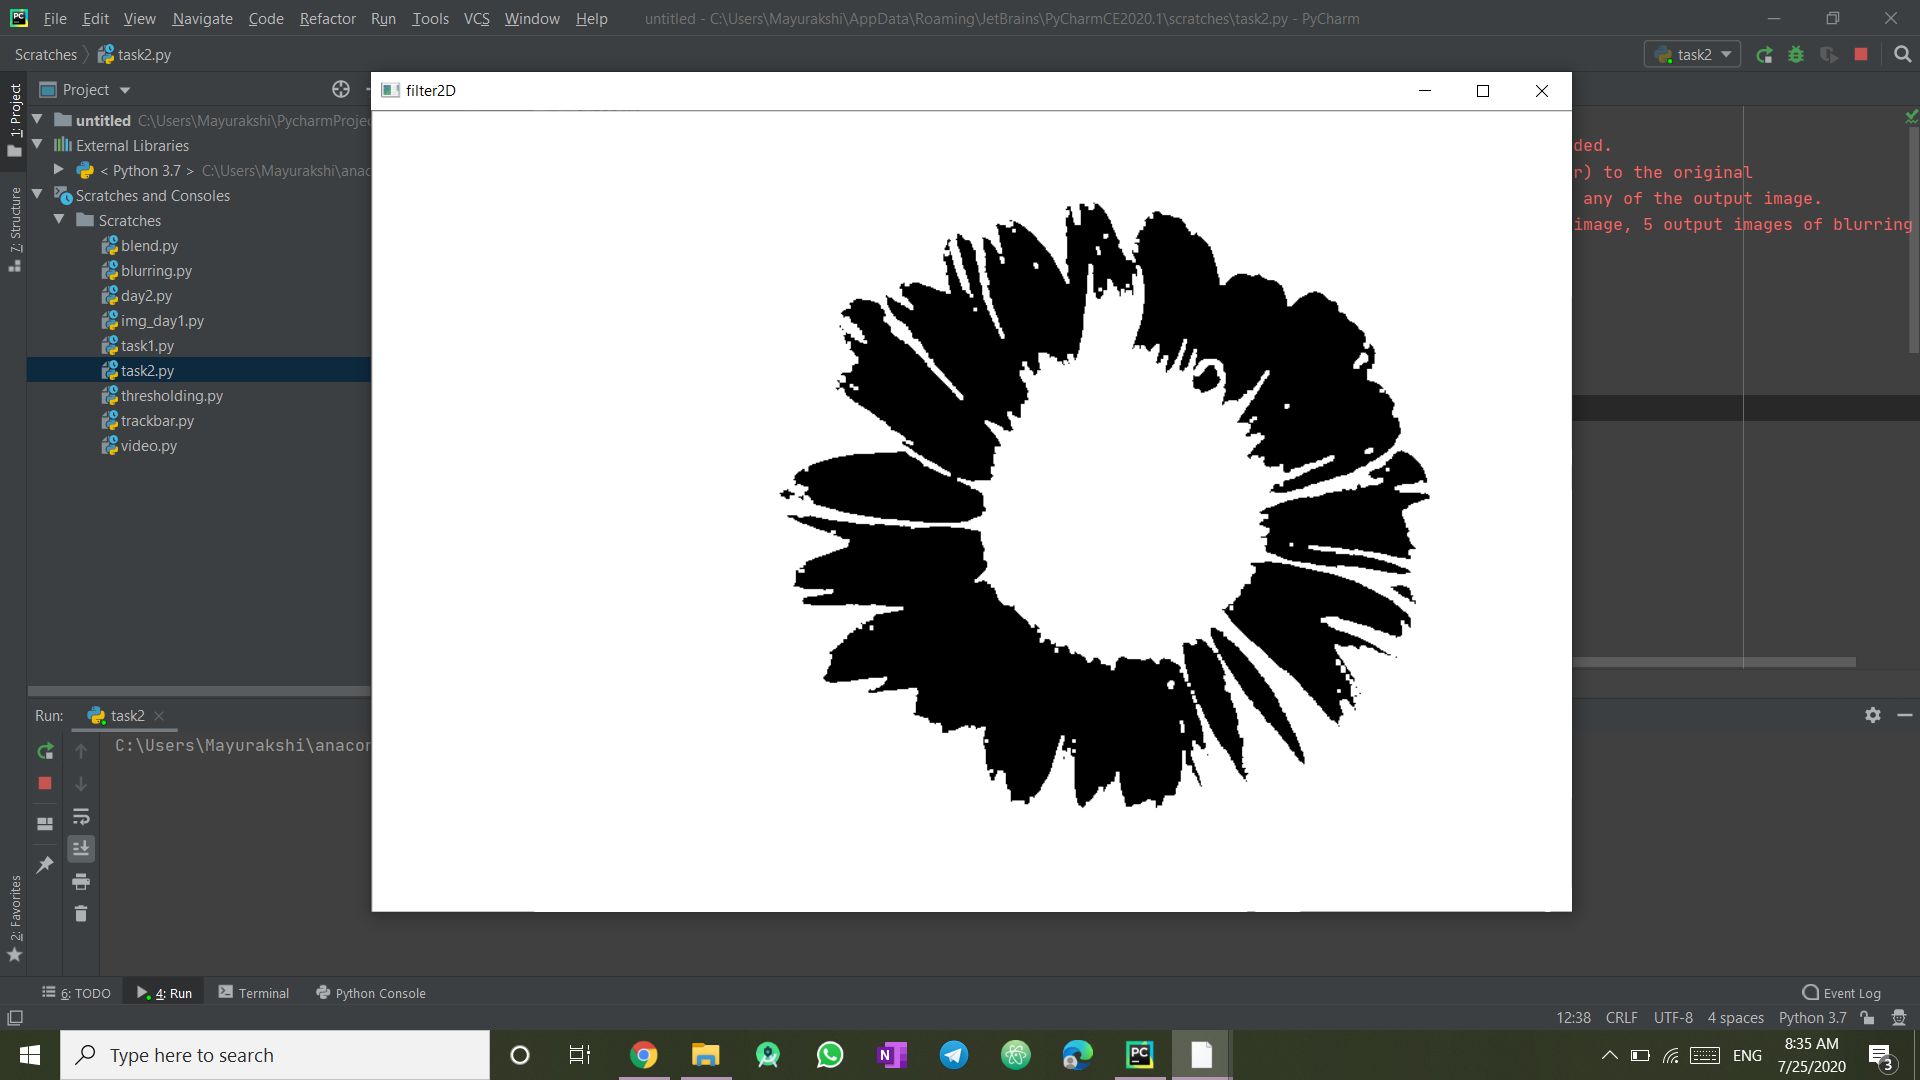 File Edit View Navigate Code Refactor Run Tools VCS Window Help untitled - C:\Users\Mayurakshi\AppData\Roaming\JetBrains\PyCharmCE2020.1\scratches\task2.py - PyCharm
Scratches task2.py task2
1: Project
Project
filter2D
untitled C:\Users\Mayurakshi\PycharmProje
External Libraries
< Python 3.7 > C:\Users\Mayurakshi\anac
Scratches and Consoles
Scratches
blend.py
blurring.py
day2.py
img_day1.py
task1.py
task2.py
thresholding.py
trackbar.py
video.py
7: Structure
ded.
r) to the original
any of the output image.
image, 5 output images of blurring
Run: task2
C:\Users\Mayurakshi\anacon
2: Favorites
6: TODO 4: Run Terminal Python Console Event Log
12:38 CRLF UTF-8 4 spaces Python 3.7
Type here to search
ENG 8:35 AM
7/25/2020 3